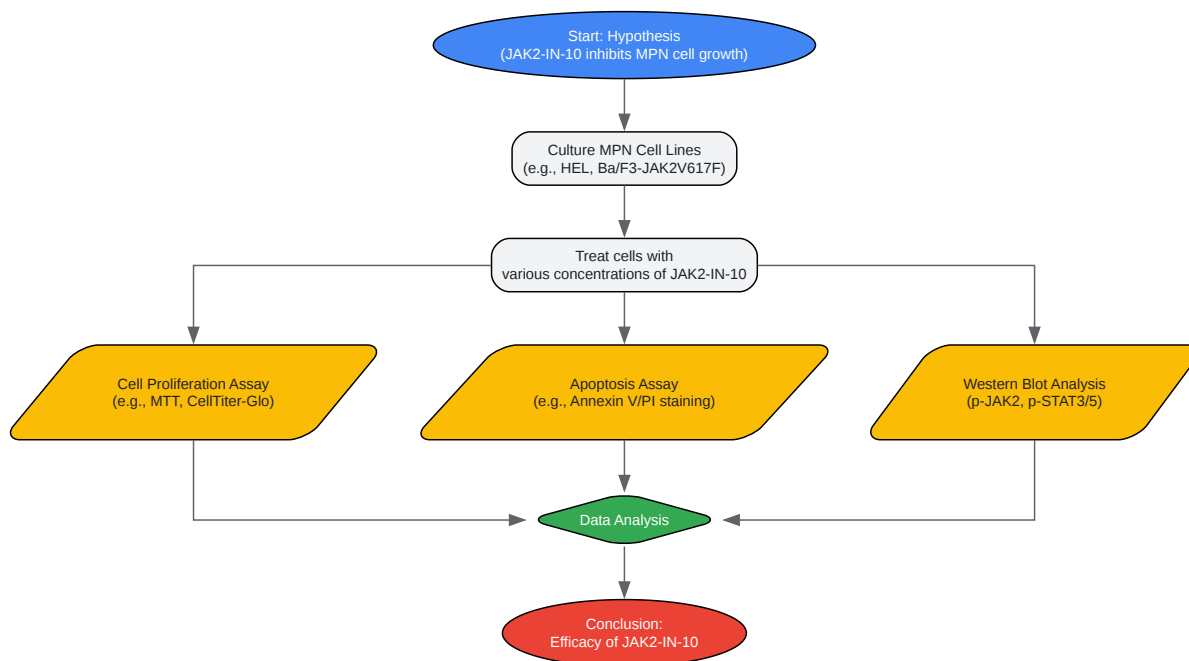 Start: Hypothesis
(JAK2-IN-10 inhibits MPN cell growth)
Culture MPN Cell Lines
(e.g., HEL, Ba/F3-JAK2V617F)
Treat cells with
various concentrations of JAK2-IN-10
Cell Proliferation Assay
(e.g., MTT, CellTiter-Glo)
Apoptosis Assay
(e.g., Annexin V/PI staining)
Western Blot Analysis
(p-JAK2, p-STAT3/5)
Data Analysis
Conclusion:
Efficacy of JAK2-IN-10